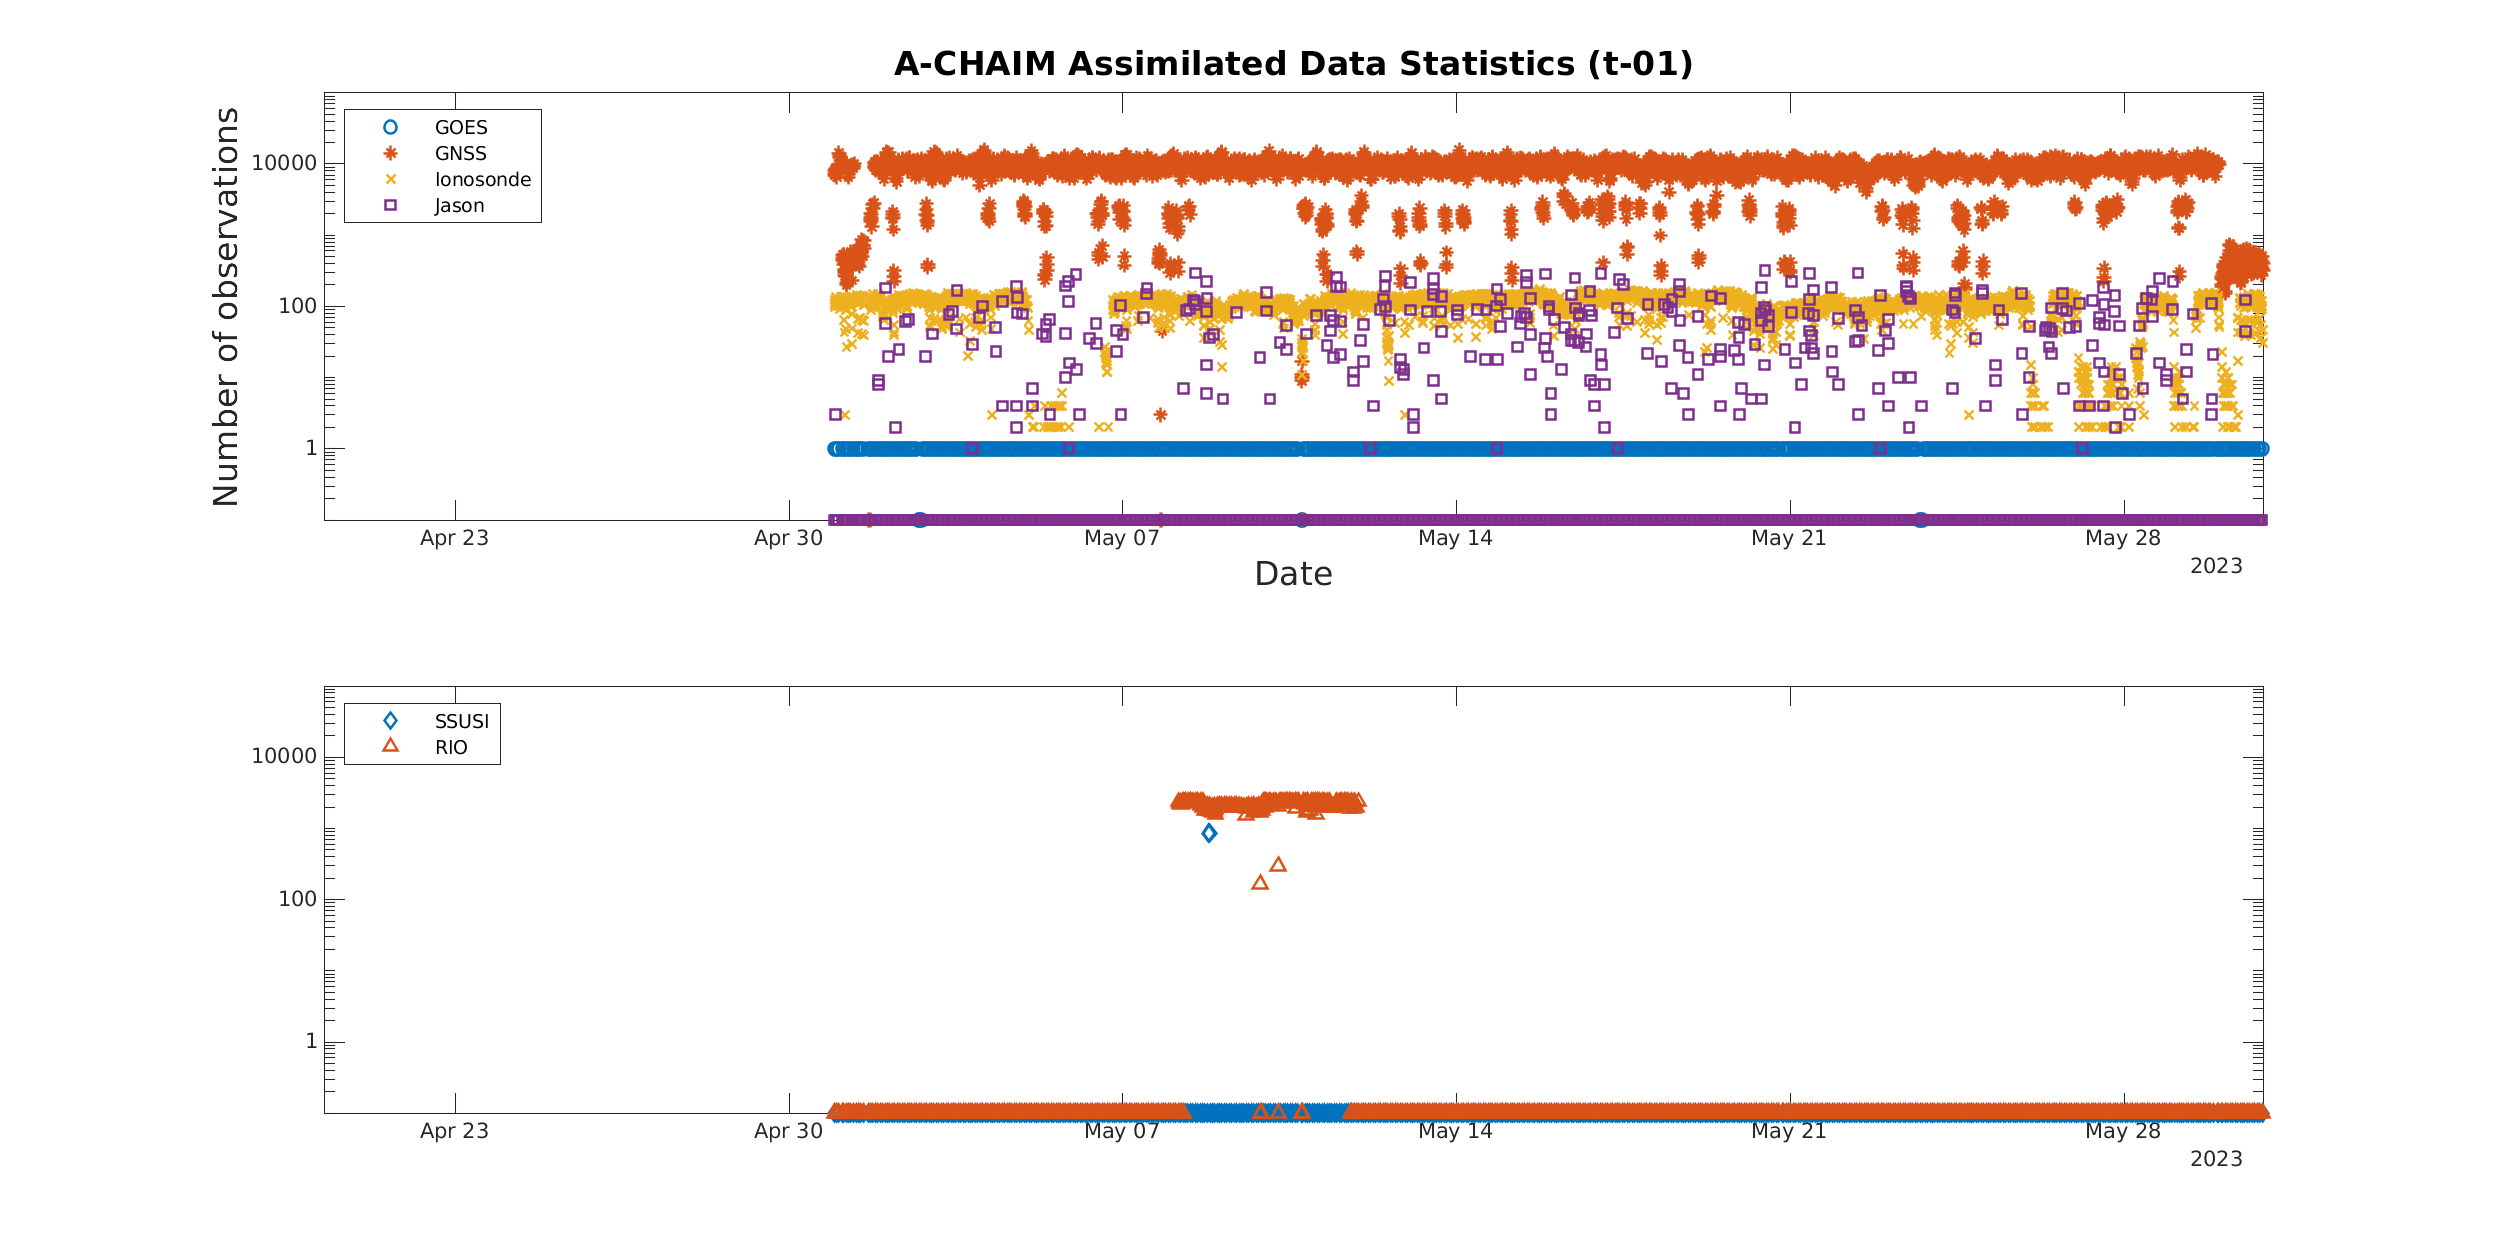 A-CHAIM Assimilated Data Statistics (t-01)
Number of observations
10000
100
1
GOES
GNSS
Ionosonde
Jason
Apr 23
Apr 30
May 07
May 14
May 21
May 28
2023
Date
10000
100
1
SSUSI
RIO
Apr 23
Apr 30
May 07
May 14
May 21
May 28
2023